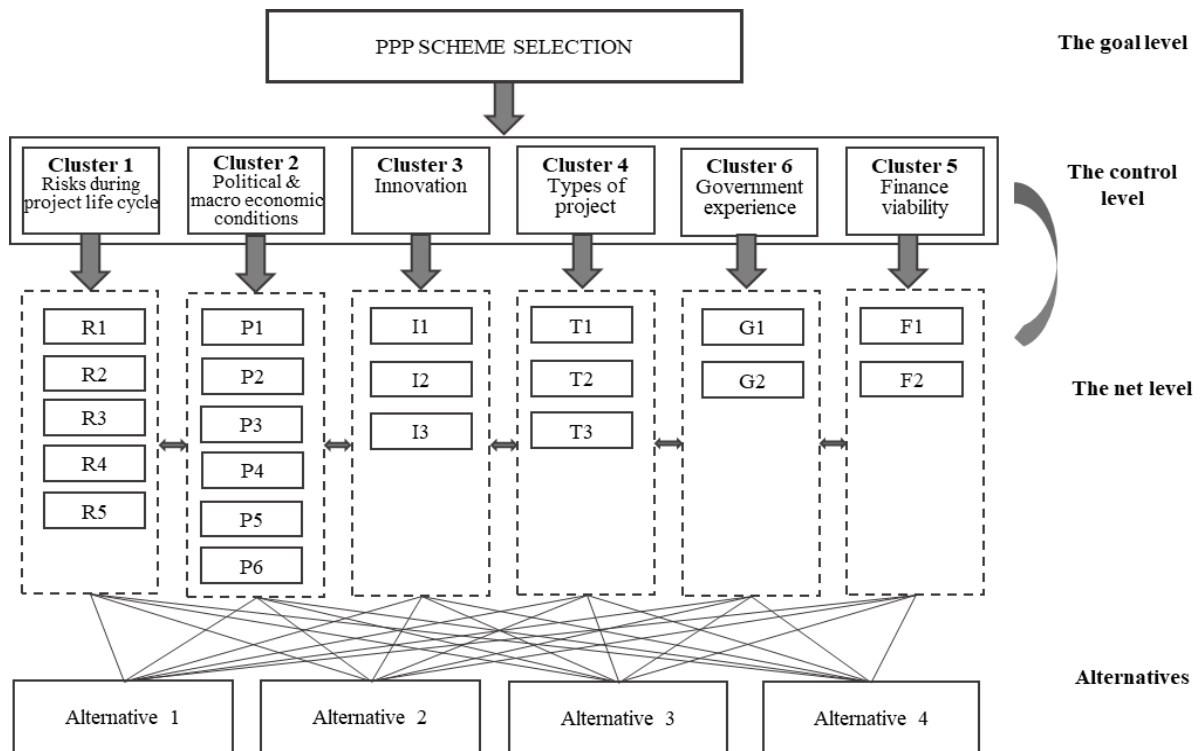 PPP SCHEME SELECTION
The goal level
Cluster 1
Risks during
project life cycle
Cluster 2
Political &
macro economic
conditions
Cluster 3
Innovation
Cluster 4
Types of
project
Cluster 6
Government
experience
Cluster 5
Finance
viability
The control
level
R1
R2
R3
R4
R5
P1
P2
P3
P4
P5
P6
I1
I2
I3
T1
T2
T3
G1
G2
F1
F2
The net level
Alternatives
Alternative 1
Alternative 2
Alternative 3
Alternative 4